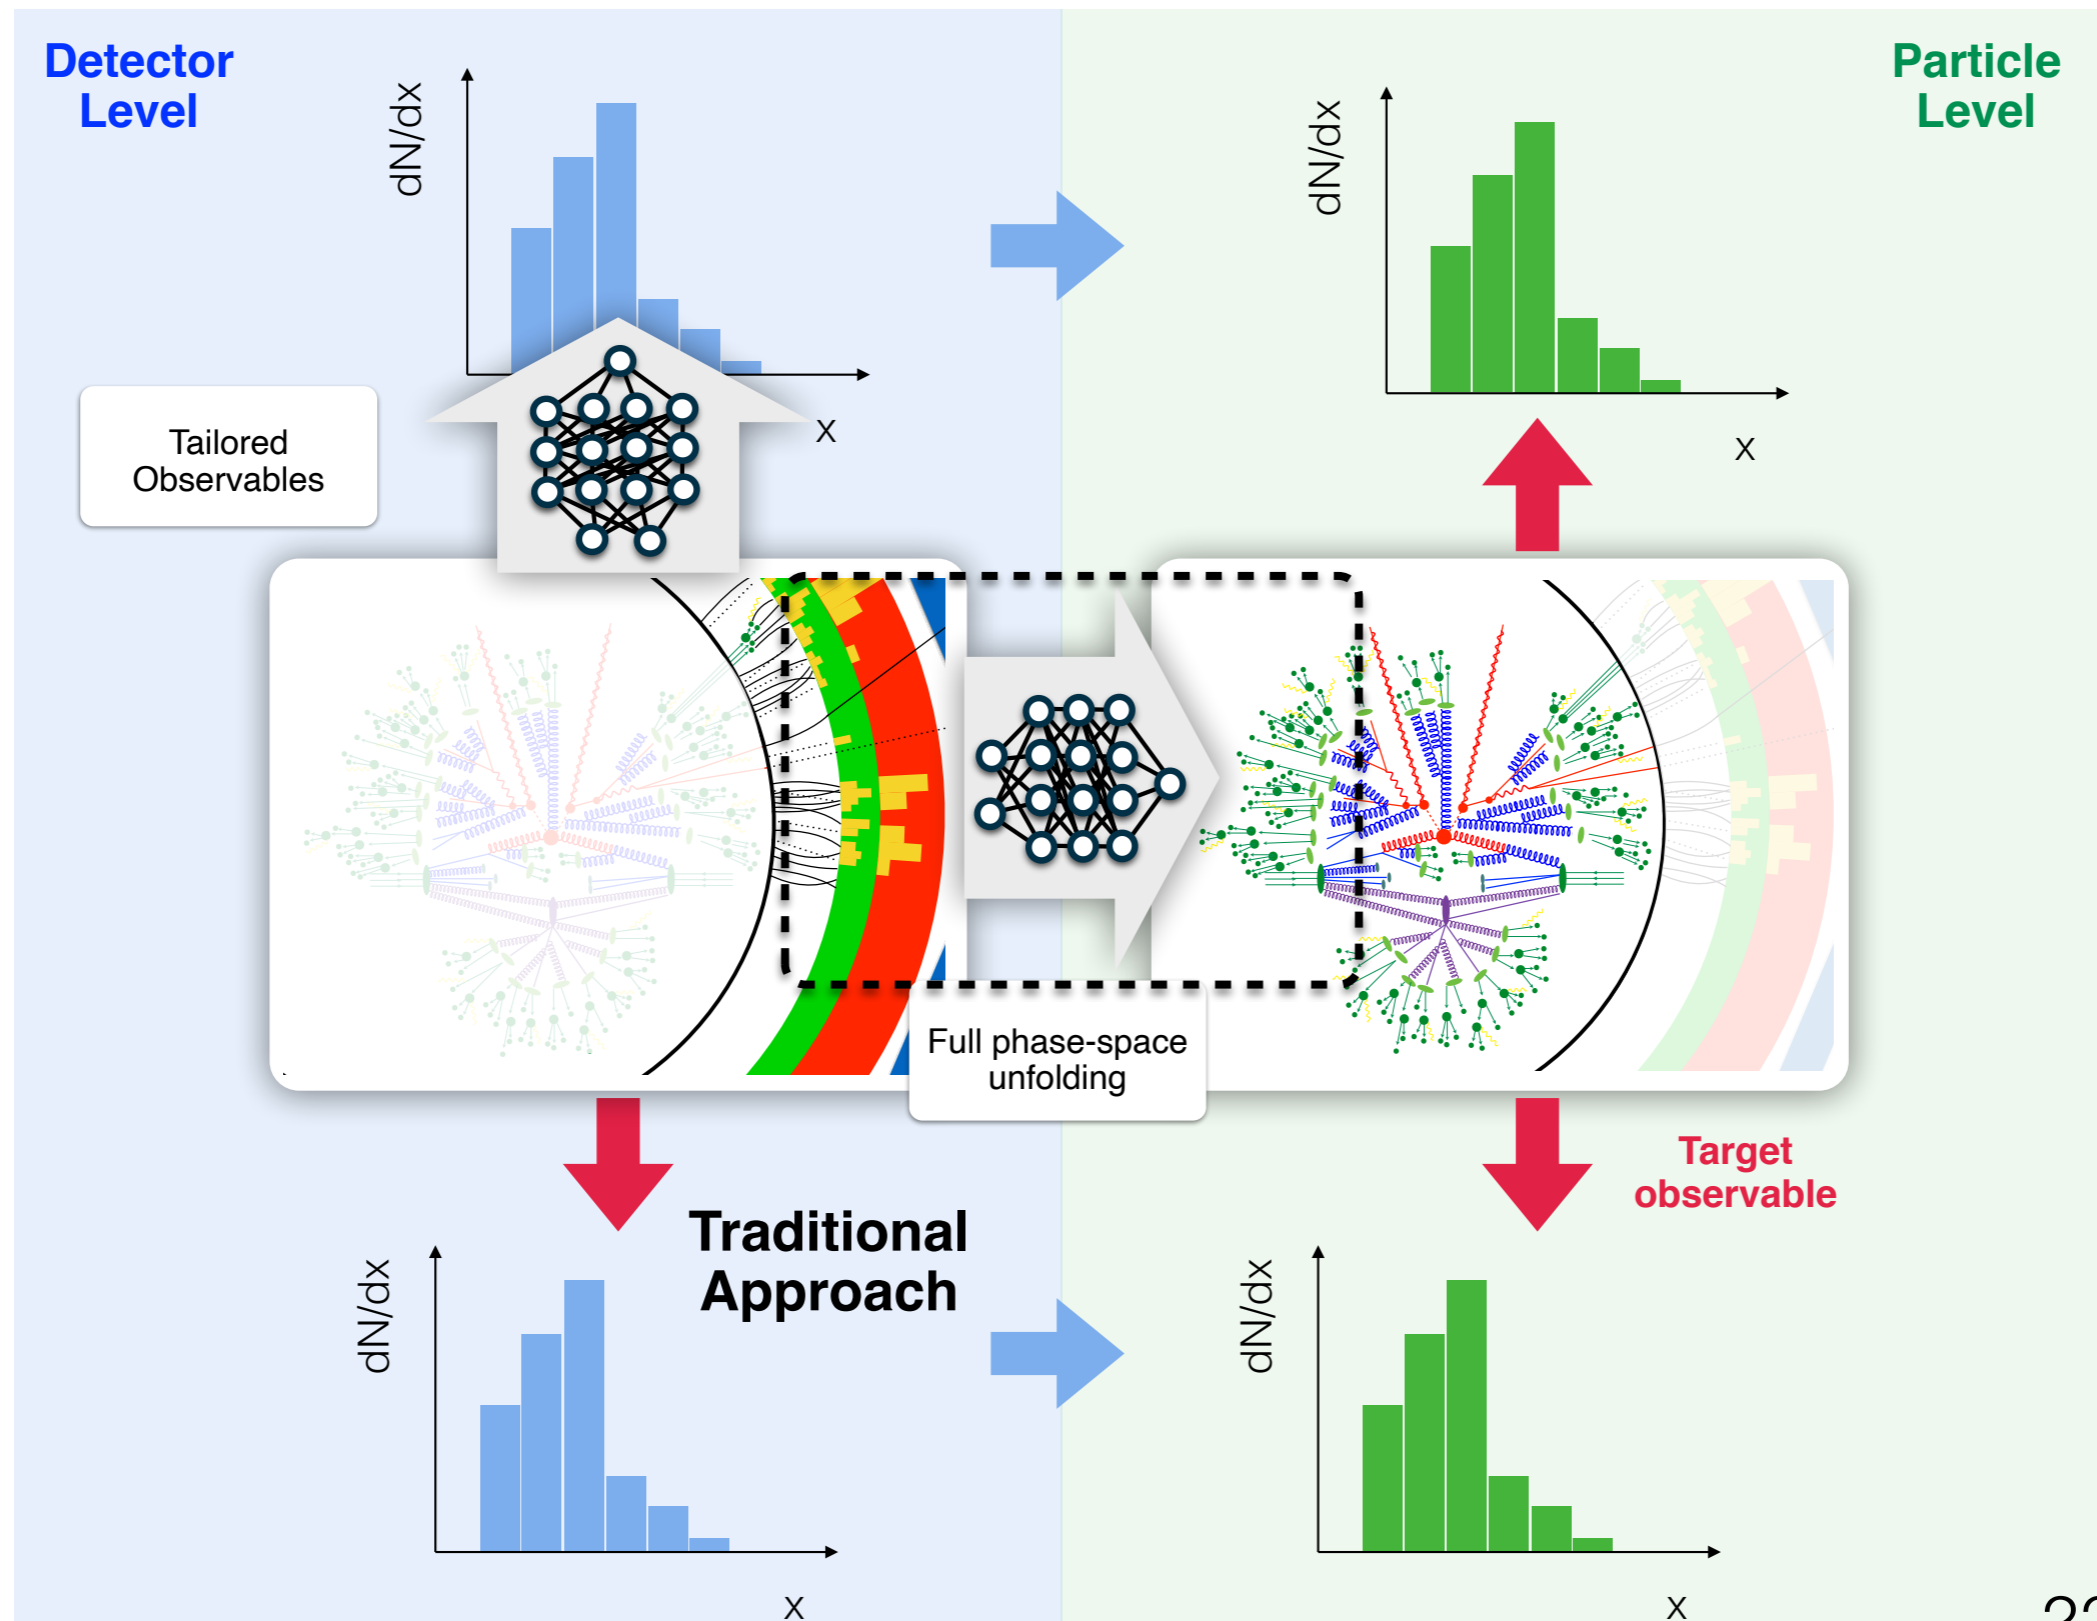 Detector
Level
Particle
Level
dN/dx
x
dN/dx
x
Tailored
Observables
Full phase-space
unfolding
Target
observable
Traditional
Approach
dN/dx
x
dN/dx
x